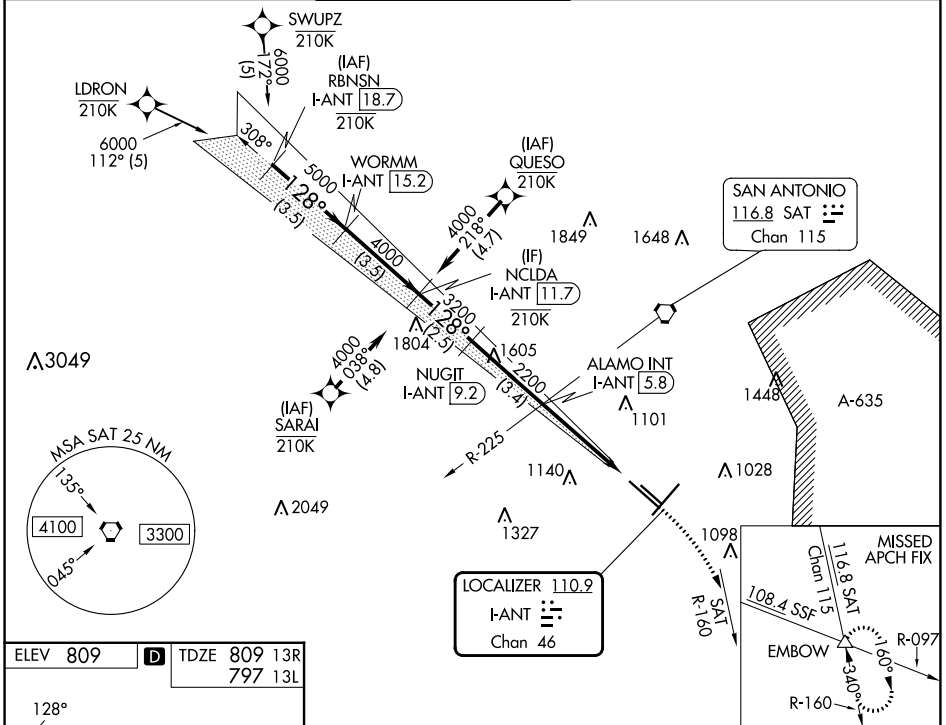 SWUPZ
210K
6000
172°
(5)
LDRON
210K
6000
112° (5)
(IAF)
RBNSN
I-ANT 18.7
210K
308°
128°
(3.5)
5000
WORMM
I-ANT 15.2
4000
(3.5)
(IAF)
QUESO
210K
4000
218°
(4.7)
1849
1648
SAN ANTONIO
116.8 SAT
Chan 115
(IF)
NCLDA
I-ANT 11.7
210K
3200
128°
(2.5)
1804
1605
2200
(3.4)
NUGIT
I-ANT 9.2
ALAMO INT
I-ANT 5.8
3049
4000
038°
(4.8)
(IAF)
SARAI
210K
1101
1448
A-635
R-225
1140
1028
MSA SAT 25 NM
135°
4100
3300
045°
2049
1327
1098
LOCALIZER 110.9
I-ANT
Chan 46
SAT
R-160
MISSED
APCH FIX
116.8 SAT
Chan 115
108.4 SSF
EMBOW
R-097
160°
340°
R-160
ELEV 809
D
TDZE 809 13R
797 13L
128°